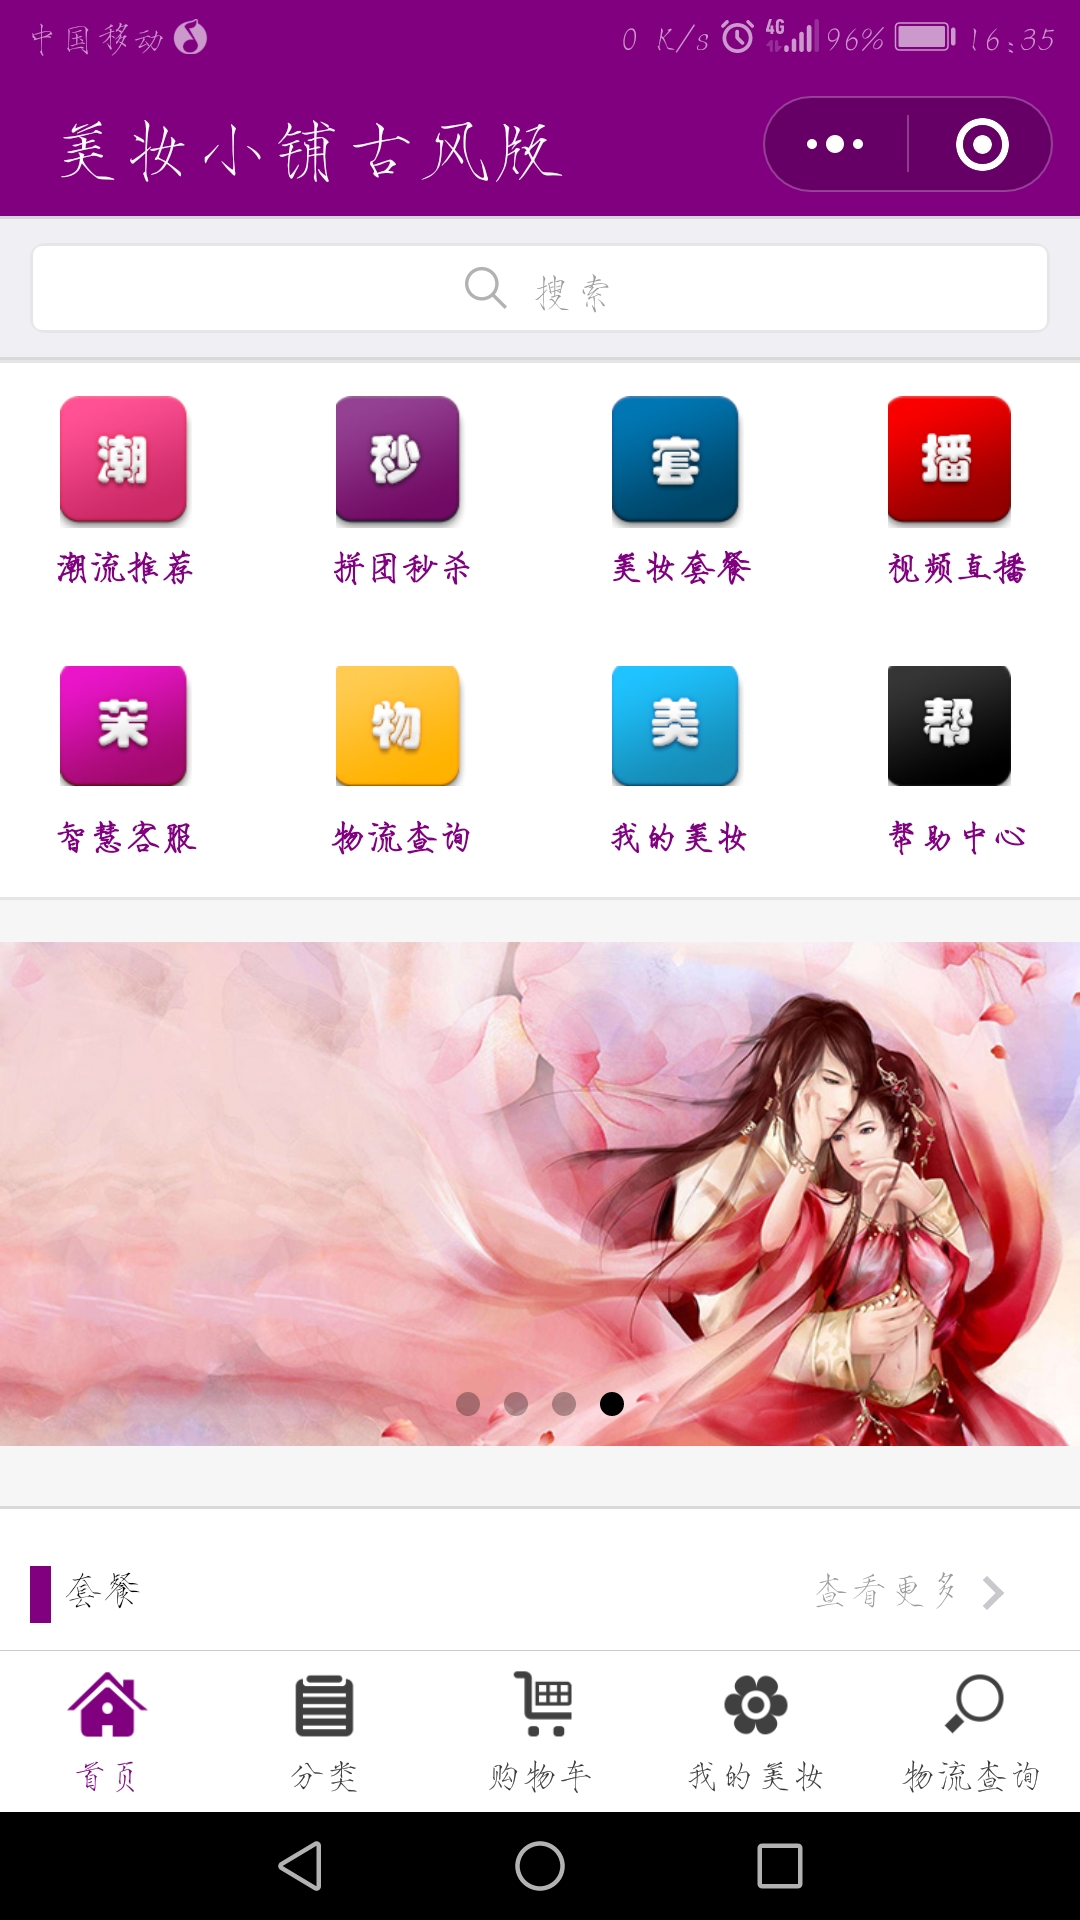 中国移动 0 K/s 4G 96% 16:35
美妆小铺古风版
搜索
潮 秒 套 播
潮流推荐 拼团秒杀 美妆套餐 视频直播
茉 物 美 帮
智慧客服 物流查询 我的美妆 帮助中心
套餐 查看更多
首页 分类 购物车 我的美妆 物流查询